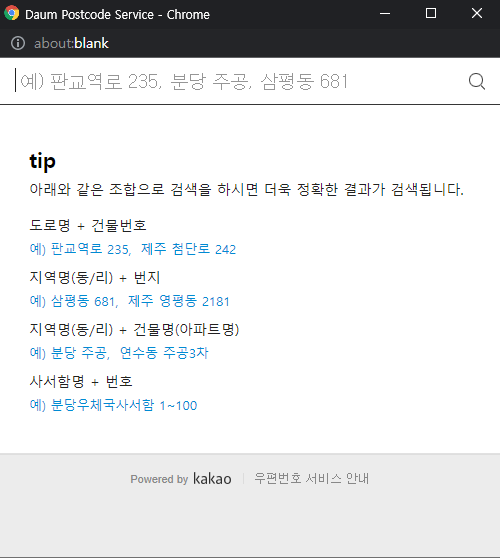 Daum Postcode Service - Chrome
about:blank
예) 판교역로 235, 분당 주공, 삼평동 681
tip
아래와 같은 조합으로 검색을 하시면 더욱 정확한 결과가 검색됩니다.
도로명 + 건물번호
예) 판교역로 235, 제주 첨단로 242
지역명(동/리) + 번지
예) 삼평동 681, 제주 영평동 2181
지역명(동/리) + 건물명(아파트명)
예) 분당 주공, 연수동 주공3차
사서함명 + 번호
예) 분당우체국사서함 1~100
Powered by kakao 우편번호 서비스 안내